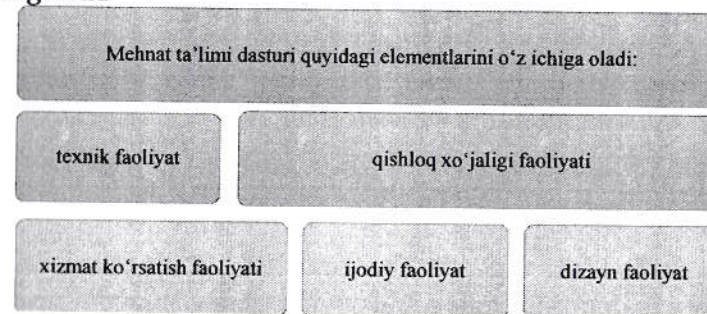 Mehnat ta’limi dasturi quyidagi elementlarini o‘z ichiga oladi:
texnik faoliyat
qishloq xo‘jaligi faoliyati
xizmat ko‘rsatish faoliyati
ijodiy faoliyat
dizayn faoliyat